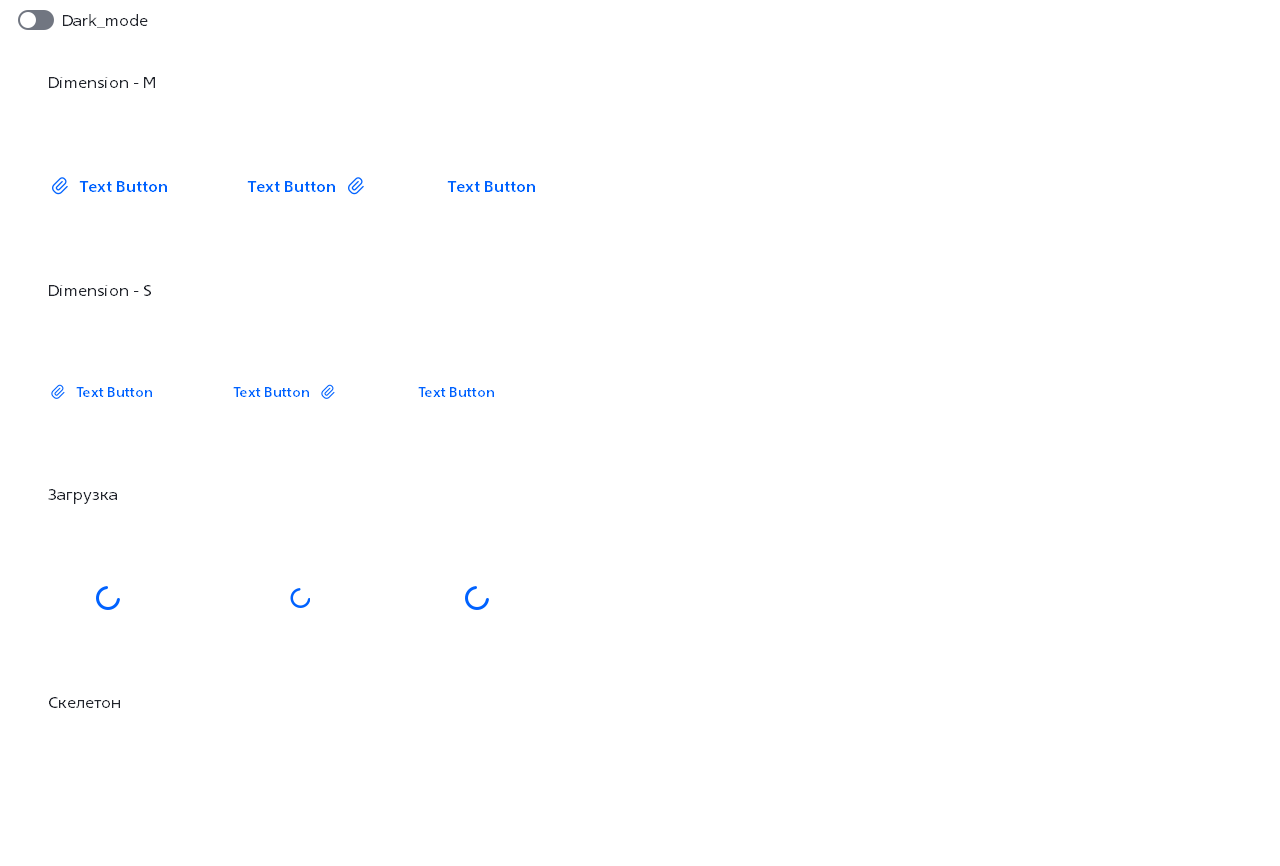 Dark_mode
Dimension - M
Text Button Text Button Text Button
Dimension - S
Text Button Text Button Text Button
Загрузка
Скелетон